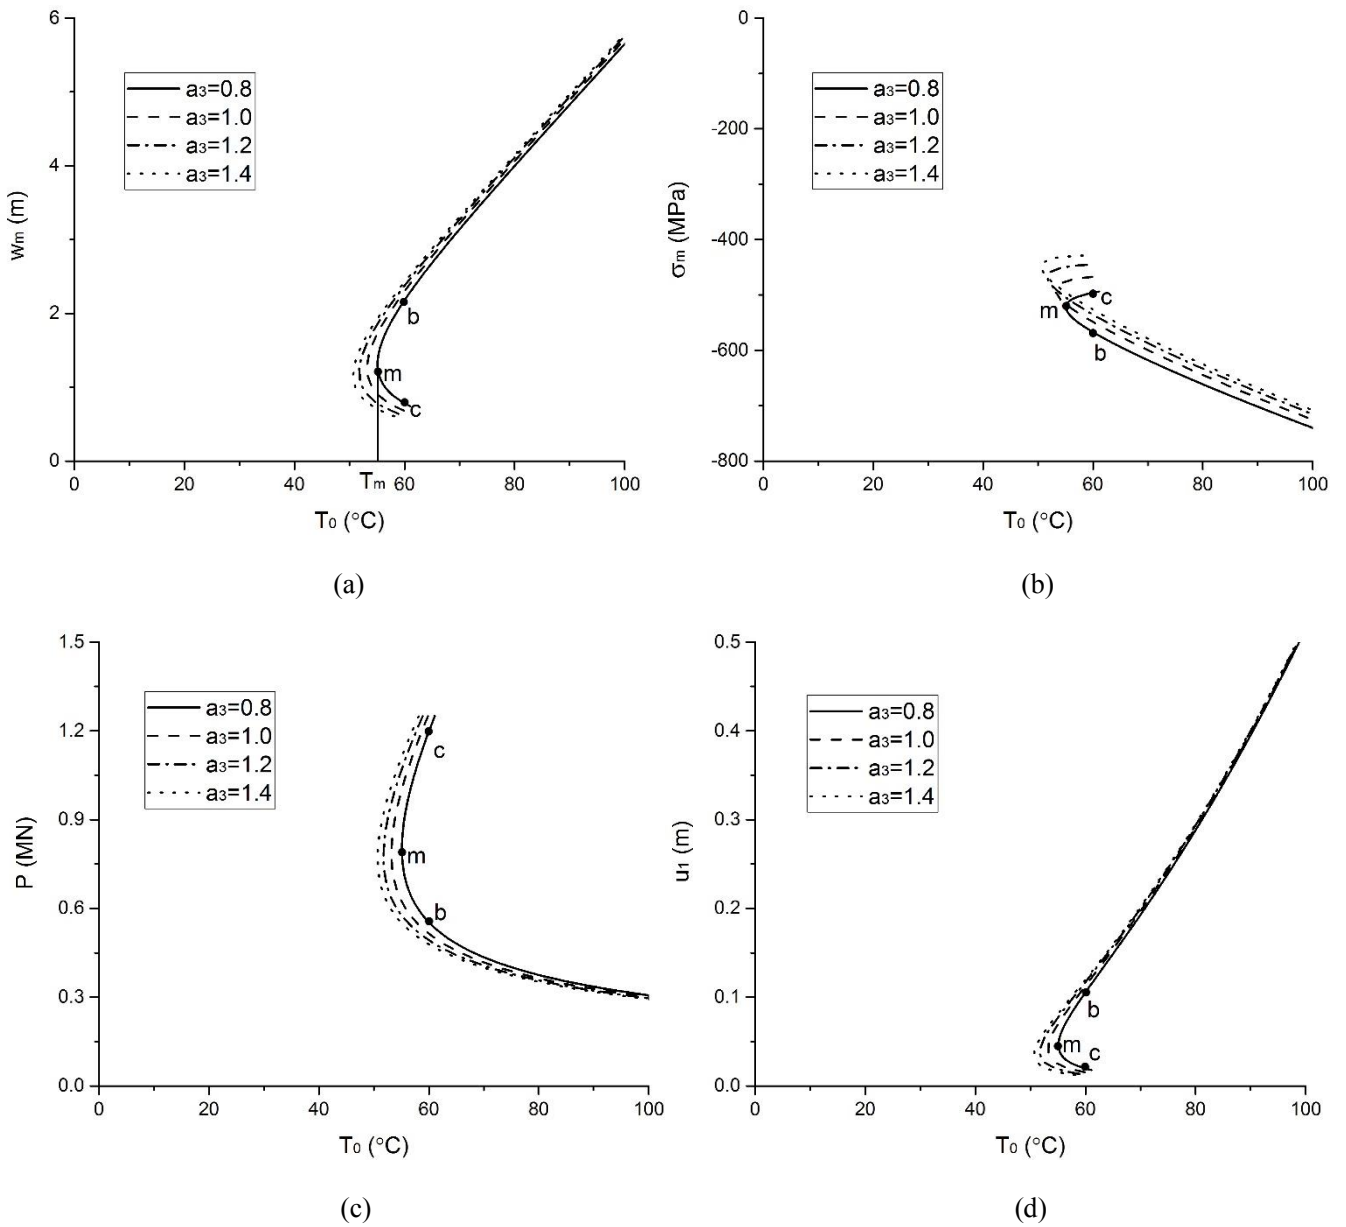 6
4
2
0
wₘ (m)
a₃=0.8
a₃=1.0
a₃=1.2
a₃=1.4
b
m
c
Tₘ
0 20 40 60 80 100
T₀ (°C)
(a)
0
-200
-400
-600
-800
σₘ (MPa)
a₃=0.8
a₃=1.0
a₃=1.2
a₃=1.4
c
m
b
0 20 40 60 80 100
T₀ (°C)
(b)
1.5
1.2
0.9
0.6
0.3
0.0
P (MN)
a₃=0.8
a₃=1.0
a₃=1.2
a₃=1.4
c
m
b
0 20 40 60 80 100
T₀ (°C)
(c)
0.5
0.4
0.3
0.2
0.1
0.0
u₁ (m)
a₃=0.8
a₃=1.0
a₃=1.2
a₃=1.4
b
m
c
0 20 40 60 80 100
T₀ (°C)
(d)